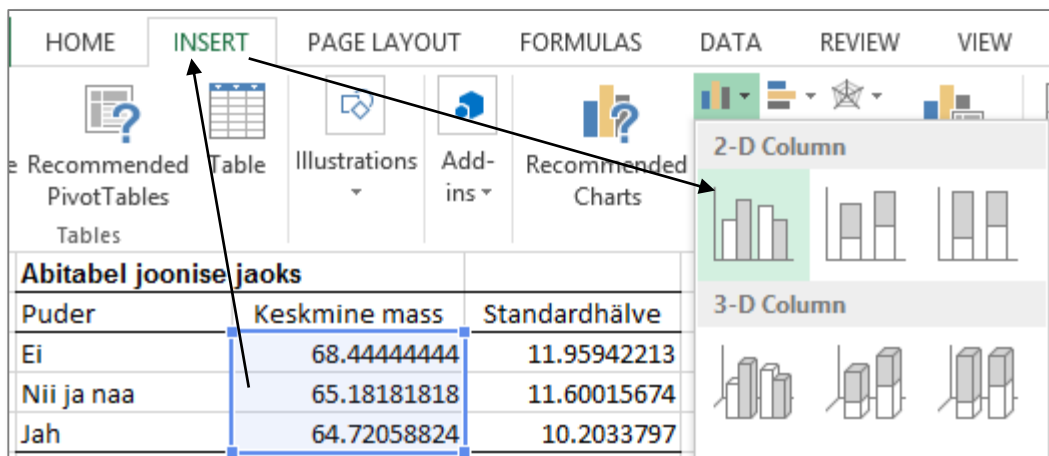 HOME INSERT PAGE LAYOUT FORMULAS DATA REVIEW VIEW
e Recommended PivotTables
Table
Illustrations
Add-ins
Recommended Charts
Tables
2-D Column
3-D Column
Abitabel joonise jaoks
Puder Keskmine mass Standardhälve
Ei 68.44444444 11.95942213
Nii ja naa 65.18181818 11.60015674
Jah 64.72058824 10.2033797